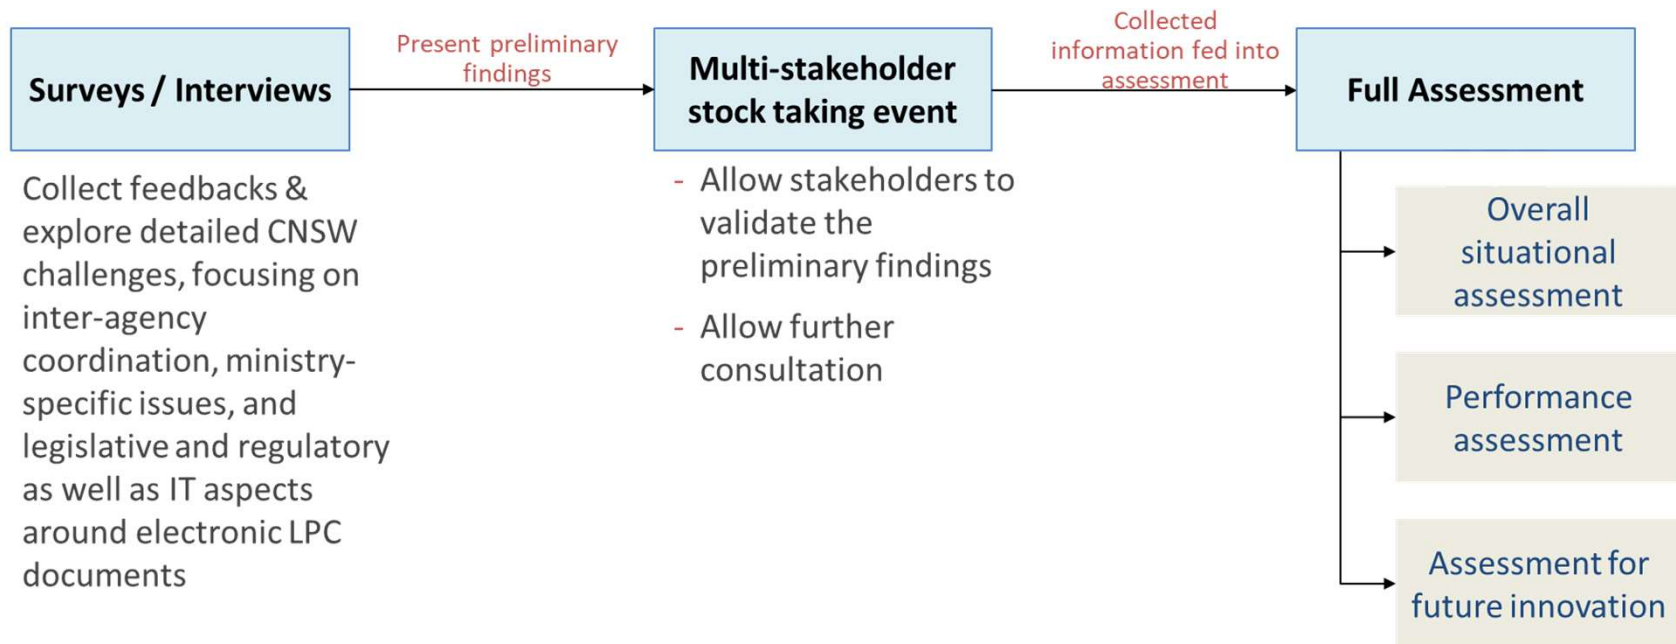 Surveys / Interviews
Present preliminary
findings
Multi-stakeholder
stock taking event
Collected
information fed into
assessment
Full Assessment
Collect feedbacks &
explore detailed CNSW
challenges, focusing on
inter-agency
coordination, ministry-
specific issues, and
legislative and regulatory
as well as IT aspects
around electronic LPC
documents
- Allow stakeholders to
validate the
preliminary findings
- Allow further
consultation
Overall
situational
assessment
Performance
assessment
Assessment for
future innovation